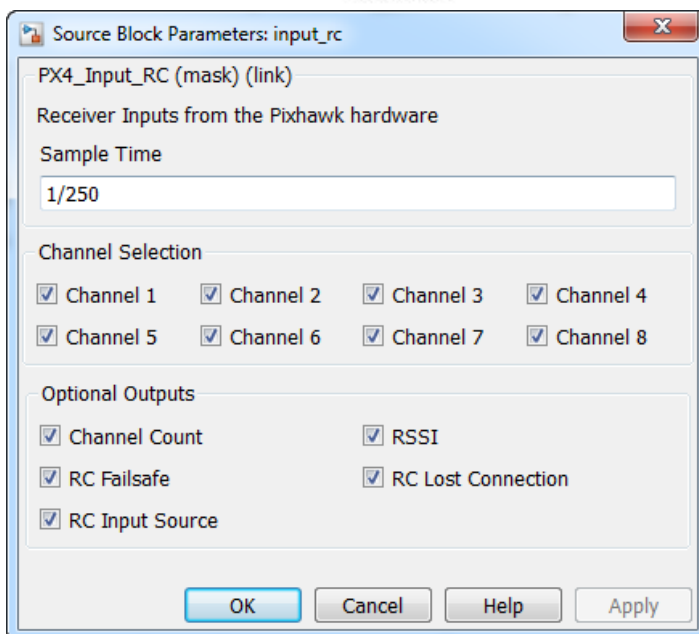 Source Block Parameters: input_rc
PX4_Input_RC (mask) (link)
Receiver Inputs from the Pixhawk hardware
Sample Time
1/250
Channel Selection
Channel 1 Channel 2 Channel 3 Channel 4
Channel 5 Channel 6 Channel 7 Channel 8
Optional Outputs
Channel Count RSSI
RC Failsafe RC Lost Connection
RC Input Source
OK Cancel Help Apply